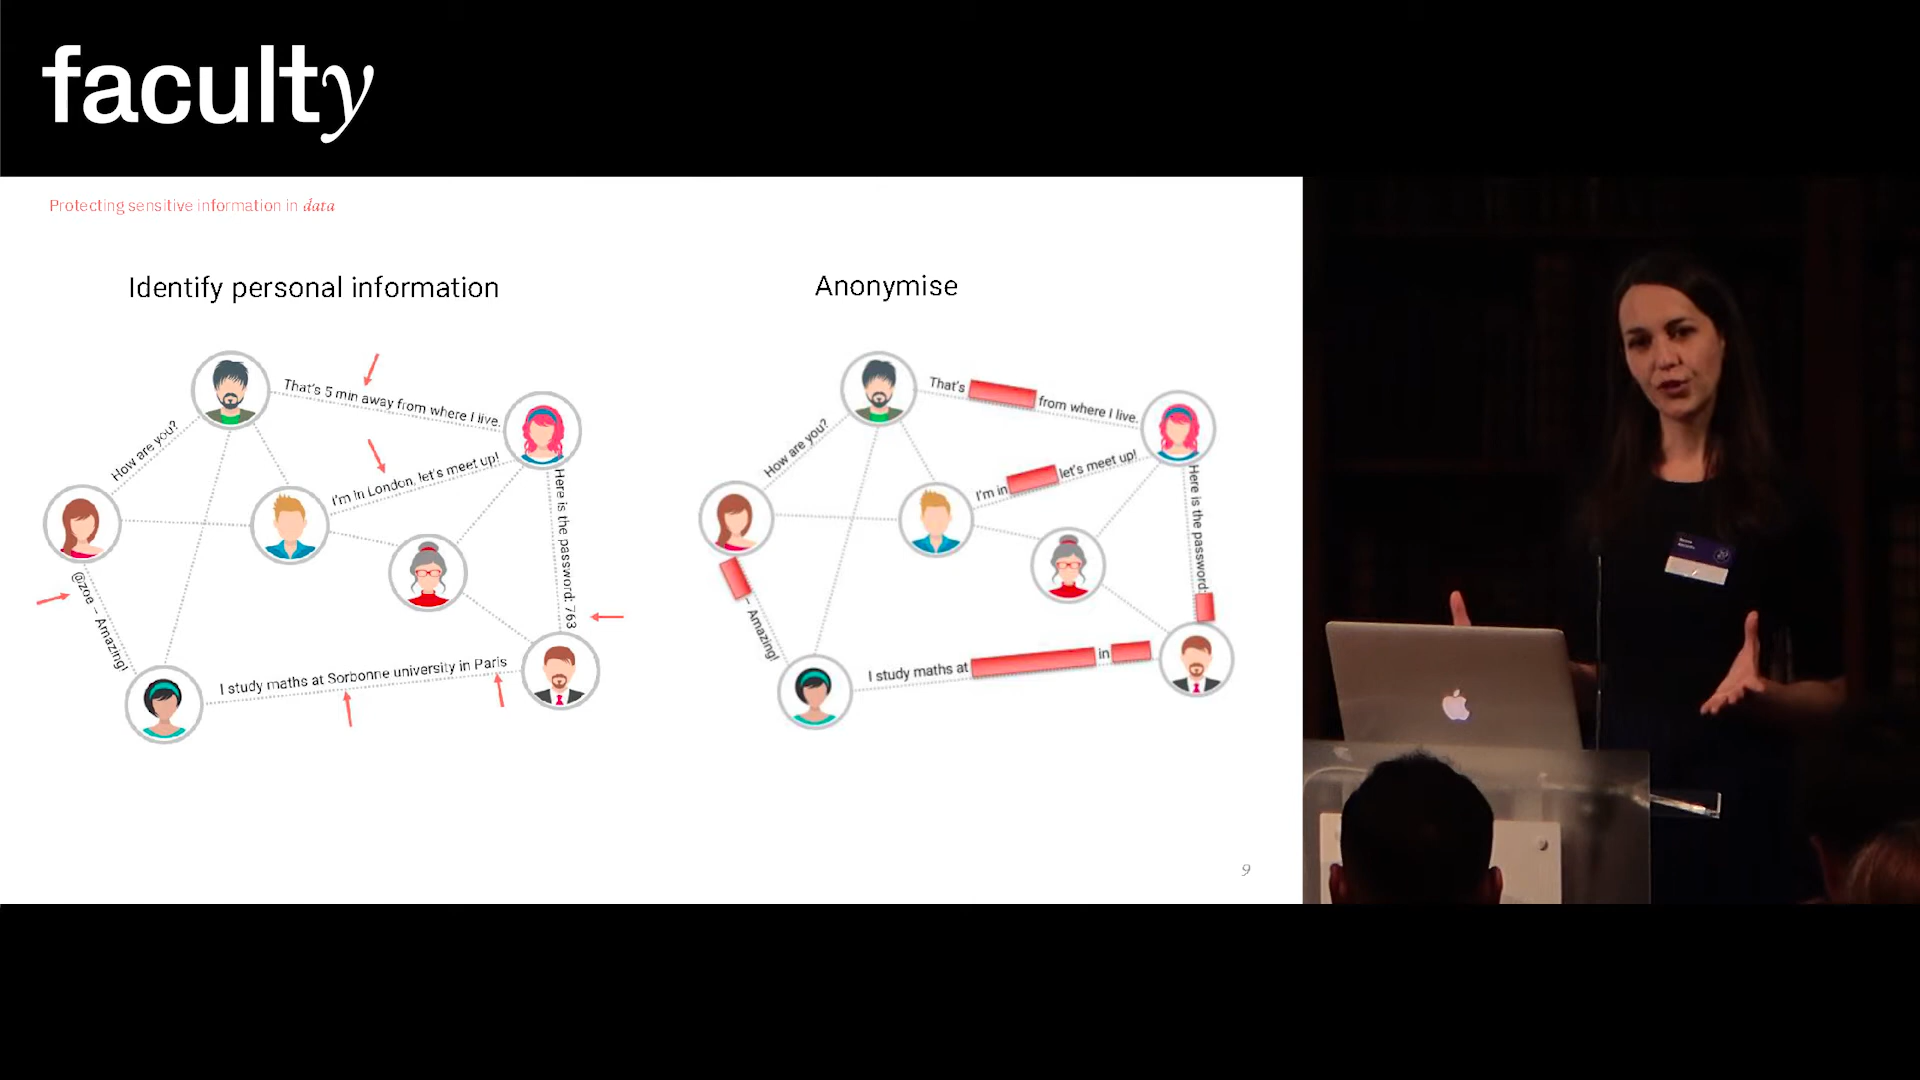 faculty
Protecting sensitive information in data
Identify personal information
That's 5 min away from where I live.
How are you?
I'm in London, let's meet up!
Here is the password: 763
@zoe – Amazing!
I study maths at Sorbonne university in Paris
Anonymise
That's from where I live.
How are you?
I'm in let's meet up!
Here is the password:
– Amazing!
I study maths at in
9